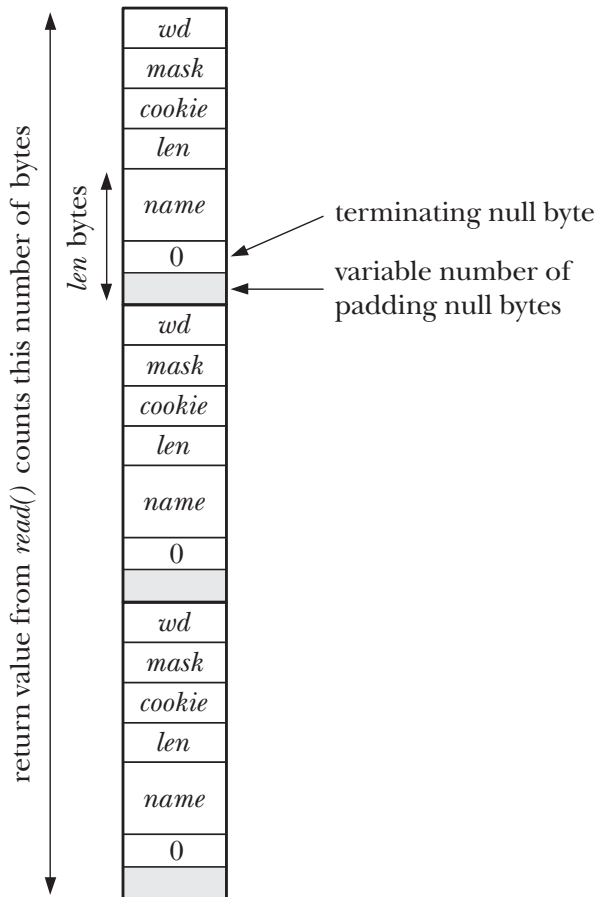 return value from read() counts this number of bytes
len bytes
wd
mask
cookie
len
name
0
terminating null byte
variable number of
padding null bytes
wd
mask
cookie
len
name
0
wd
mask
cookie
len
name
0